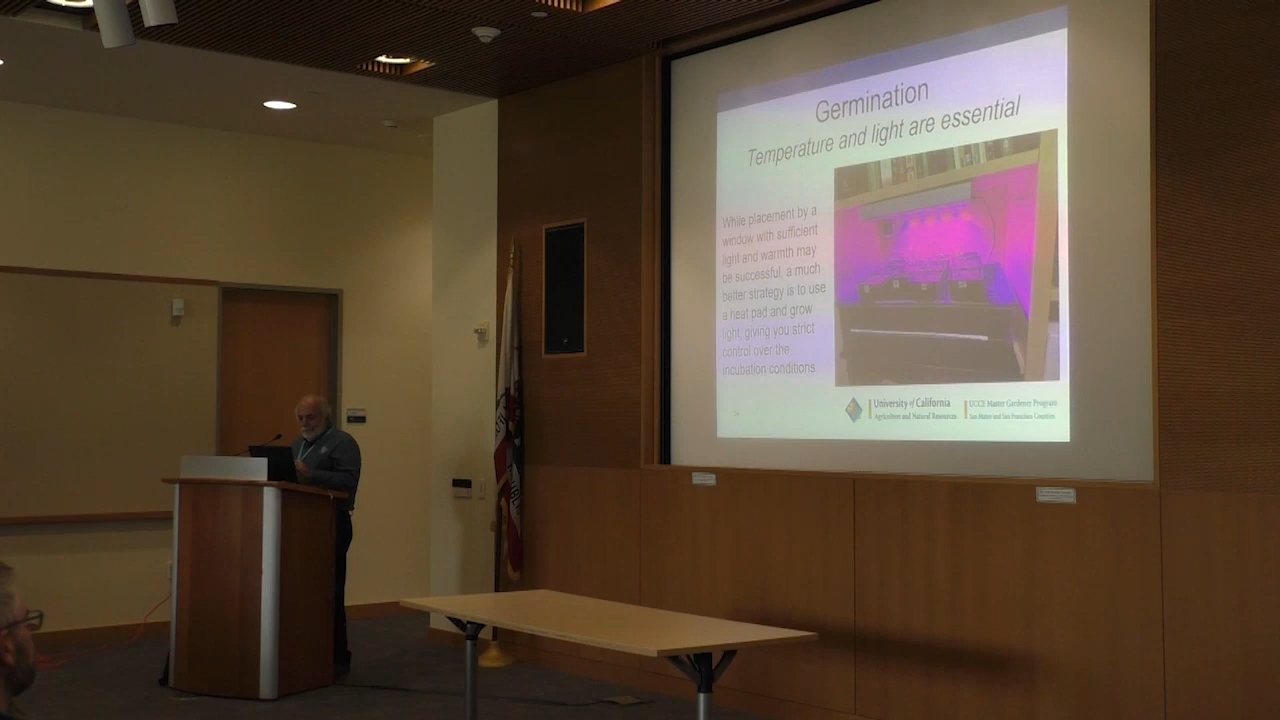 Germination
Temperature and light are essential
While placement by a
window with sufficient
light and warmth may
be successful, a much
better strategy is to use
a heat pad and grow
light, giving you strict
control over the
incubation conditions
University of California
Agriculture and Natural Resources
UCCE Master Gardener Program
San Mateo and San Francisco Counties